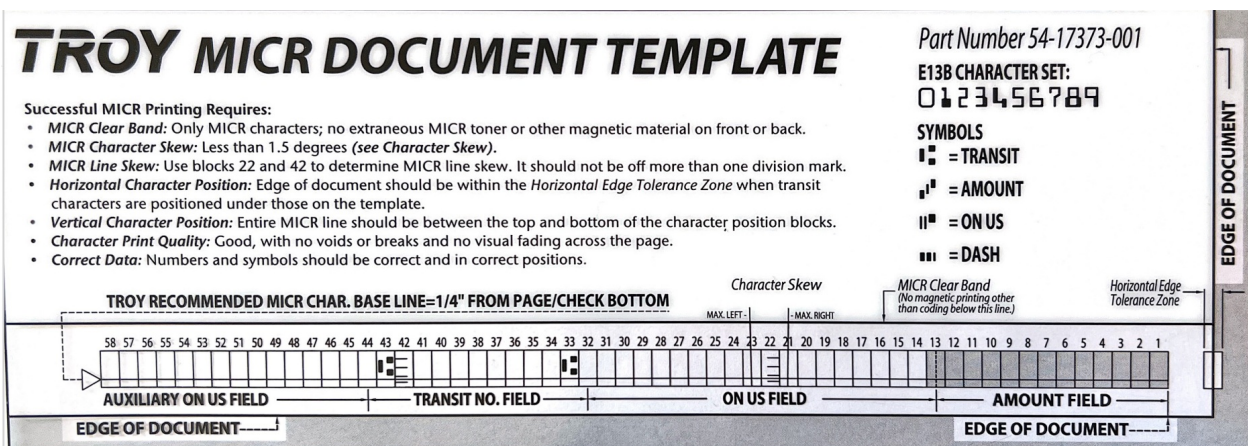 TROY MICR DOCUMENT TEMPLATE
Part Number 54-17373-001
E13B CHARACTER SET:
0123456789
SYMBOLS
= TRANSIT
= AMOUNT
= ON US
= DASH
EDGE OF DOCUMENT
Successful MICR Printing Requires:
• MICR Clear Band: Only MICR characters; no extraneous MICR toner or other magnetic material on front or back.
• MICR Character Skew: Less than 1.5 degrees (see Character Skew).
• MICR Line Skew: Use blocks 22 and 42 to determine MICR line skew. It should not be off more than one division mark.
• Horizontal Character Position: Edge of document should be within the Horizontal Edge Tolerance Zone when transit
characters are positioned under those on the template.
• Vertical Character Position: Entire MICR line should be between the top and bottom of the character position blocks.
• Character Print Quality: Good, with no voids or breaks and no visual fading across the page.
• Correct Data: Numbers and symbols should be correct and in correct positions.
Character Skew
MICR Clear Band
(No magnetic printing other
than coding below this line.)
Horizontal Edge
Tolerance Zone
TROY RECOMMENDED MICR CHAR. BASE LINE=1/4" FROM PAGE/CHECK BOTTOM
MAX. LEFT - - MAX. RIGHT
58 57 56 55 54 53 52 51 50 49 48 47 46 45 44 43 42 41 40 39 38 37 36 35 34 33 32 31 30 29 28 27 26 25 24 23 22 21 20 19 18 17 16 15 14 13 12 11 10 9 8 7 6 5 4 3 2 1
AUXILIARY ON US FIELD TRANSIT NO. FIELD ON US FIELD AMOUNT FIELD
EDGE OF DOCUMENT EDGE OF DOCUMENT